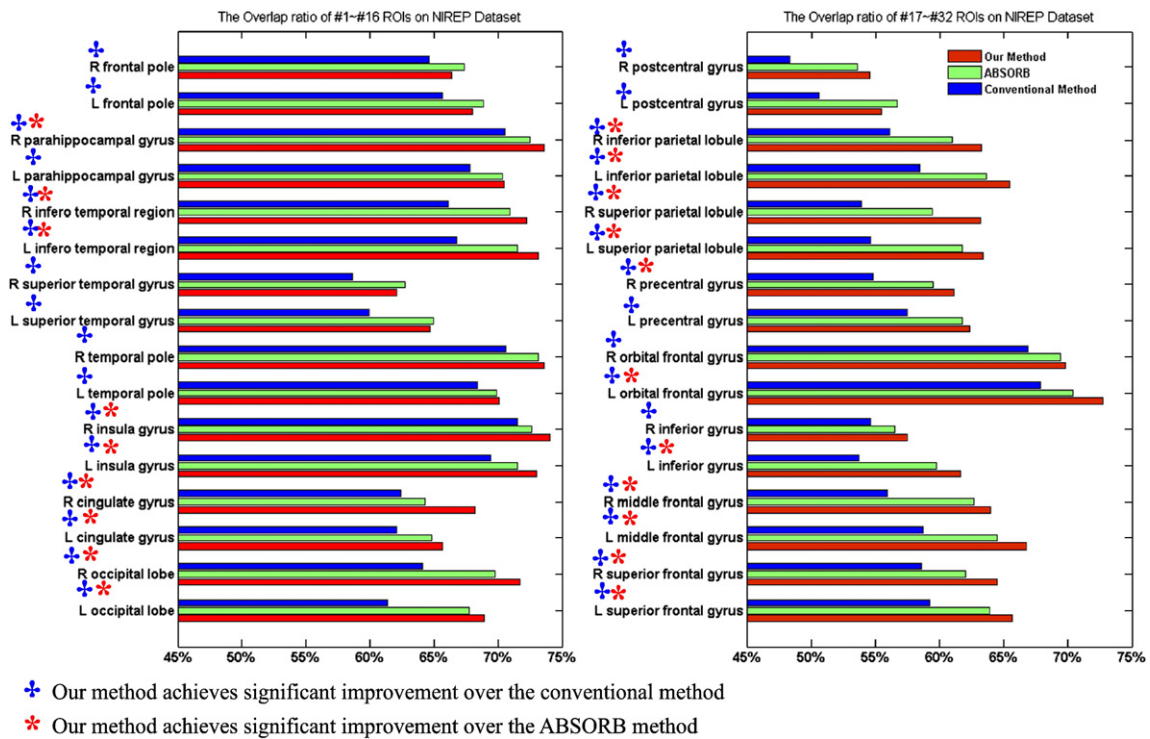 The Overlap ratio of #1~#16 ROIs on NIREP Dataset
R frontal pole
L frontal pole
R parahippocampal gyrus
L parahippocampal gyrus
R infero temporal region
L infero temporal region
R superior temporal gyrus
L superior temporal gyrus
R temporal pole
L temporal pole
R insula gyrus
L insula gyrus
R cingulate gyrus
L cingulate gyrus
R occipital lobe
L occipital lobe
45% 50% 55% 60% 65% 70% 75%
The Overlap ratio of #17~#32 ROIs on NIREP Dataset
Our Method
ABSORB
Conventional Method
R postcentral gyrus
L postcentral gyrus
R inferior parietal lobule
L inferior parietal lobule
R superior parietal lobule
L superior parietal lobule
R precentral gyrus
L precentral gyrus
R orbital frontal gyrus
L orbital frontal gyrus
R inferior gyrus
L inferior gyrus
R middle frontal gyrus
L middle frontal gyrus
R superior frontal gyrus
L superior frontal gyrus
45% 50% 55% 60% 65% 70% 75%
✣ Our method achieves significant improvement over the conventional method
* Our method achieves significant improvement over the ABSORB method